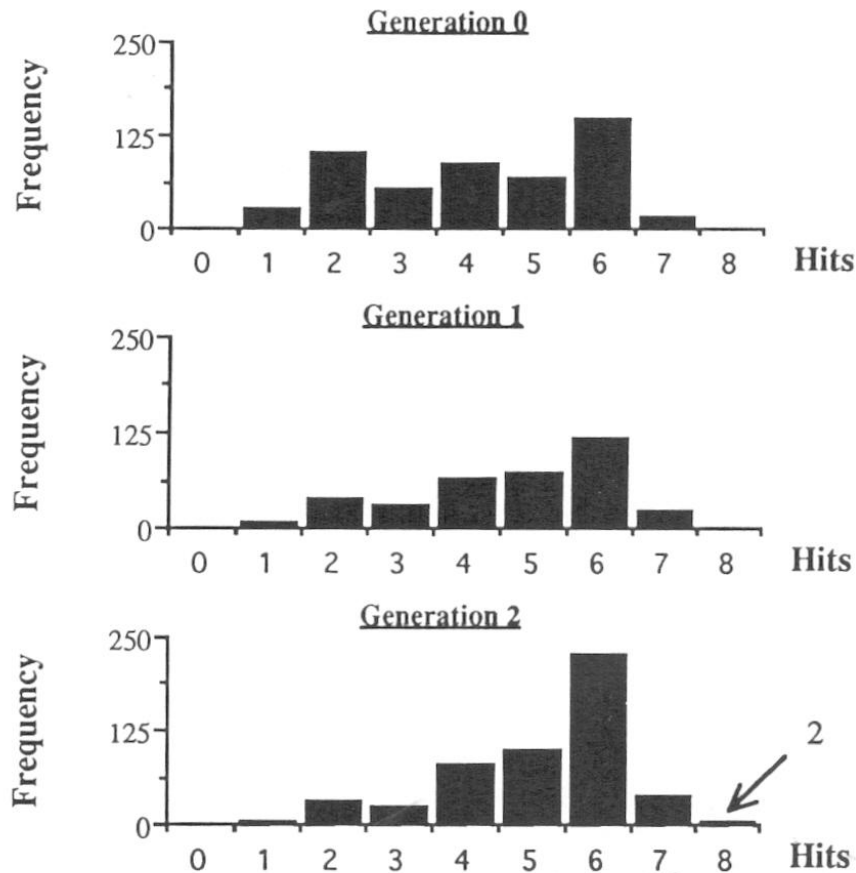 Generation 0
250
125
0
Frequency
0 1 2 3 4 5 6 7 8 Hits
Generation 1
250
125
0
Frequency
0 1 2 3 4 5 6 7 8 Hits
Generation 2
250
125
0
Frequency
2
0 1 2 3 4 5 6 7 8 Hits